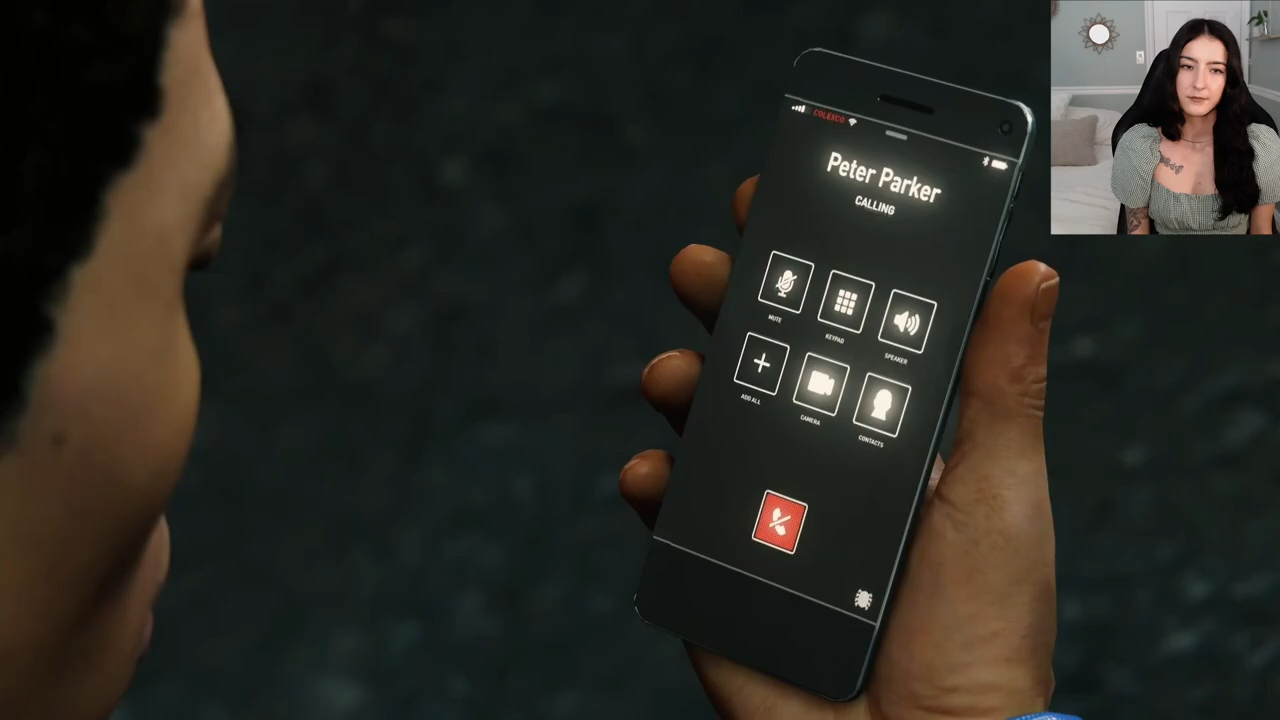 COLEXCO
Peter Parker
CALLING
MUTE
KEYPAD
SPEAKER
ADD ALL
CAMERA
CONTACTS